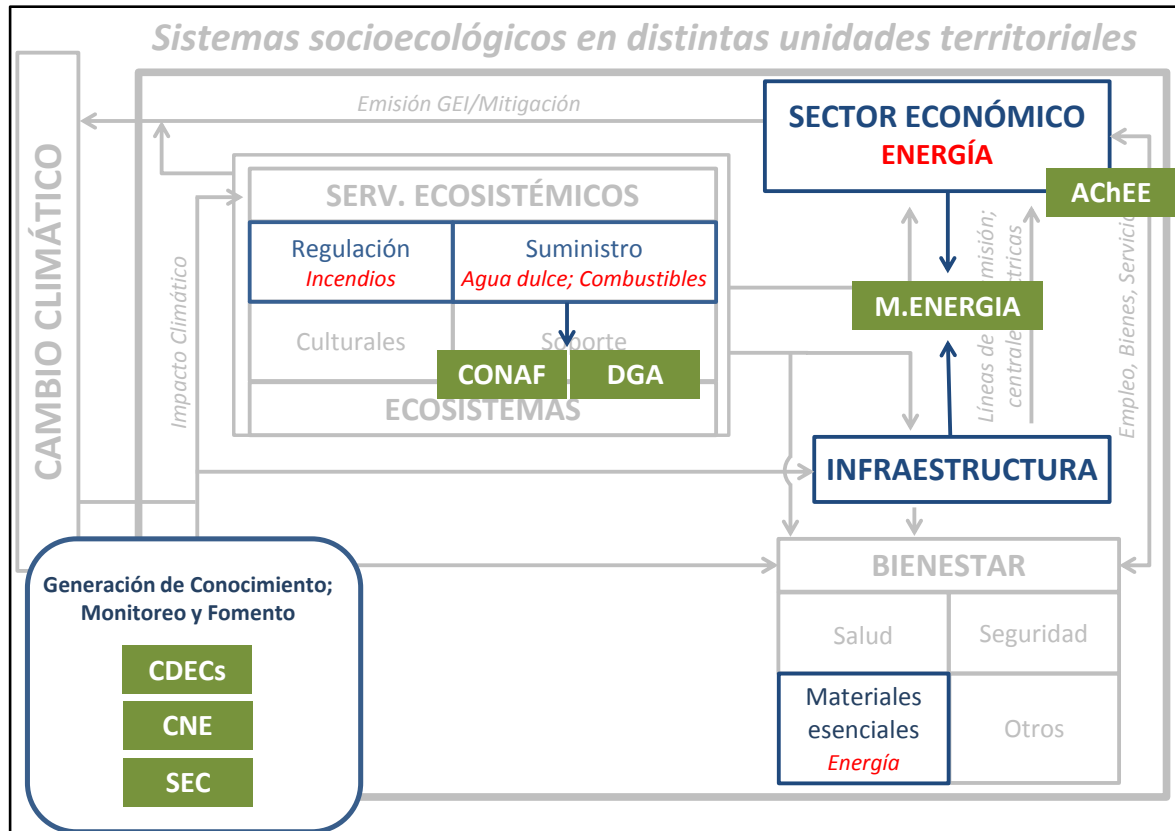 Sistemas socioecológicos en distintas unidades territoriales
CAMBIO CLIMÁTICO
Emisión GEI/Mitigación
SECTOR ECONÓMICO
ENERGÍA
AChEE
SERV. ECOSISTÉMICOS
Regulación
Incendios
Suministro
Agua dulce; Combustibles
Culturales
Soporte
CONAF
DGA
ECOSISTEMAS
Impacto Climático
M.ENERGIA
Líneas de
Empleo, Bienes,
INFRAESTRUCTURA
BIENESTAR
Salud
Seguridad
Materiales
esenciales
Energía
Otros
Generación de Conocimiento;
Monitoreo y Fomento
CDECs
CNE
SEC